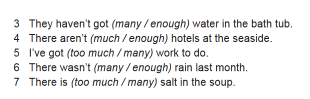 3 They haven't got (many / enough) water in the bath tub.
4 There aren't (much / enough) hotels at the seaside.
5 I've got (too much / many) work to do.
6 There wasn't (many / enough) rain last month.
7 There is (too much / many) salt in the soup.